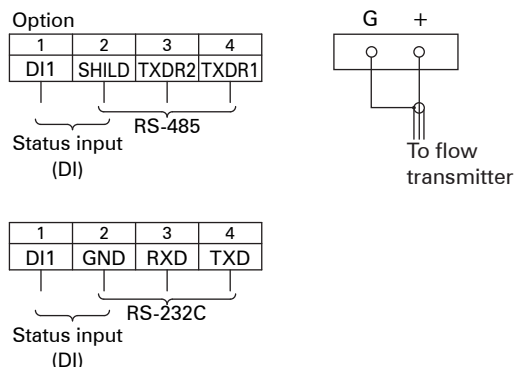 Option
1 2 3 4
DI1 SHILD TXDR2 TXDR1
RS-485
Status input
(DI)
G +
To flow
transmitter
1 2 3 4
DI1 GND RXD TXD
RS-232C
Status input
(DI)